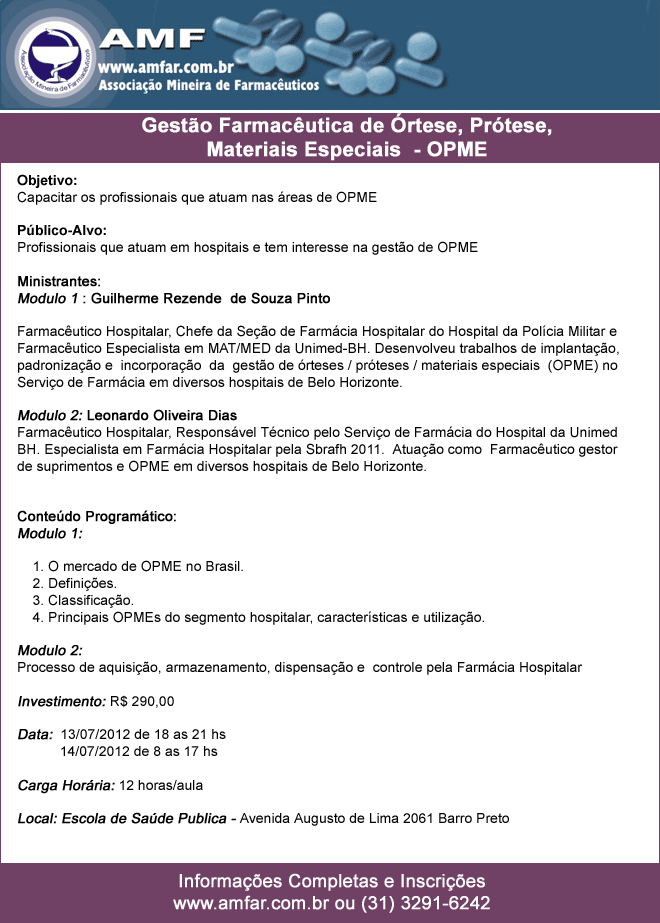 AMF
www.amfar.com.br
Associação Mineira de Farmacêuticos
Associação Mineira de Farmacêuticos
Gestão Farmacêutica de Órtese, Prótese,
Materiais Especiais - OPME
Objetivo:
Capacitar os profissionais que atuam nas áreas de OPME
Público-Alvo:
Profissionais que atuam em hospitais e tem interesse na gestão de OPME
Ministrantes:
Modulo 1 : Guilherme Rezende de Souza Pinto
Farmacêutico Hospitalar, Chefe da Seção de Farmácia Hospitalar do Hospital da Polícia Militar e
Farmacêutico Especialista em MAT/MED da Unimed-BH. Desenvolveu trabalhos de implantação,
padronização e incorporação da gestão de órteses / próteses / materiais especiais (OPME) no
Serviço de Farmácia em diversos hospitais de Belo Horizonte.
Modulo 2: Leonardo Oliveira Dias
Farmacêutico Hospitalar, Responsável Técnico pelo Serviço de Farmácia do Hospital da Unimed
BH. Especialista em Farmácia Hospitalar pela Sbrafh 2011. Atuação como Farmacêutico gestor
de suprimentos e OPME em diversos hospitais de Belo Horizonte.
Conteúdo Programático:
Modulo 1:
1. O mercado de OPME no Brasil.
2. Definições.
3. Classificação.
4. Principais OPMEs do segmento hospitalar, características e utilização.
Modulo 2:
Processo de aquisição, armazenamento, dispensação e controle pela Farmácia Hospitalar
Investimento: R$ 290,00
Data: 13/07/2012 de 18 as 21 hs
14/07/2012 de 8 as 17 hs
Carga Horária: 12 horas/aula
Local: Escola de Saúde Publica - Avenida Augusto de Lima 2061 Barro Preto
Informações Completas e Inscrições
www.amfar.com.br ou (31) 3291-6242